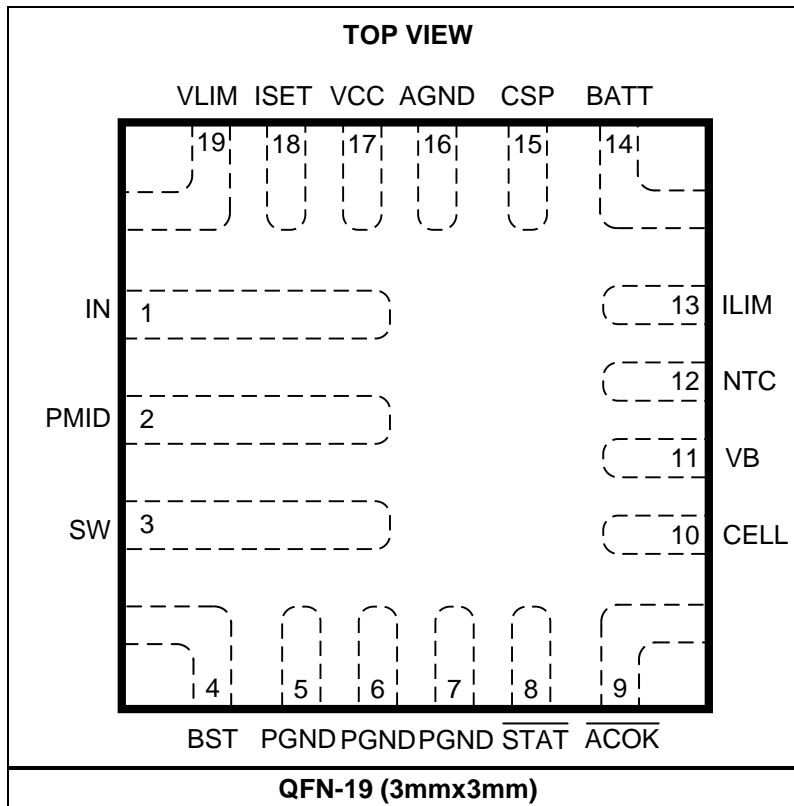 TOP VIEW
VLIM ISET VCC AGND CSP BATT
19 18 17 16 15 14
IN 1 13 ILIM
12 NTC
PMID 2
11 VB
SW 3 10 CELL
4 5 6 7 8 9
BST PGND PGND PGND STAT ACOK
QFN-19 (3mmx3mm)